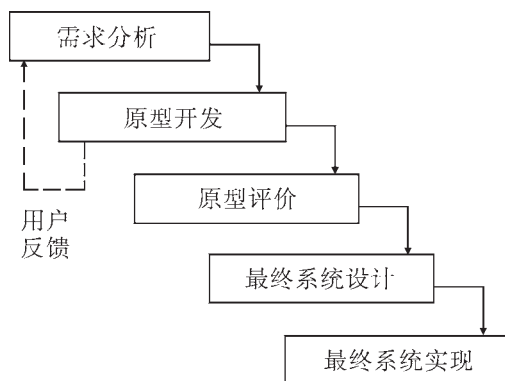 需求分析
原型开发
原型评价
用户
反馈
最终系统设计
最终系统实现